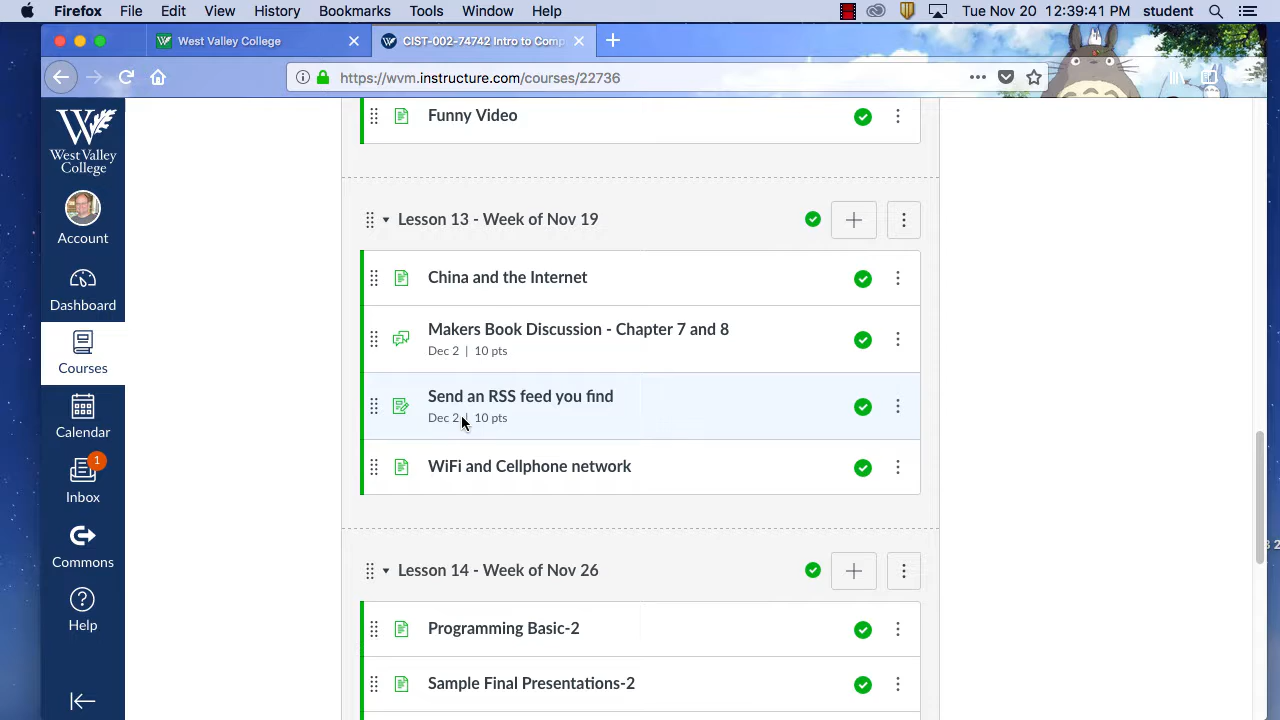 Firefox File Edit View History Bookmarks Tools Window Help Tue Nov 20 12:39:41 PM student
West Valley College CIST-002-74742 Intro to Comp
https://wvm.instructure.com/courses/22736
West Valley
College
Account
Dashboard
Courses
Calendar
1
Inbox
Commons
Help
Funny Video
Lesson 13 - Week of Nov 19
China and the Internet
Makers Book Discussion - Chapter 7 and 8
Dec 2 | 10 pts
Send an RSS feed you find
Dec 2 | 10 pts
WiFi and Cellphone network
Lesson 14 - Week of Nov 26
Programming Basic-2
Sample Final Presentations-2